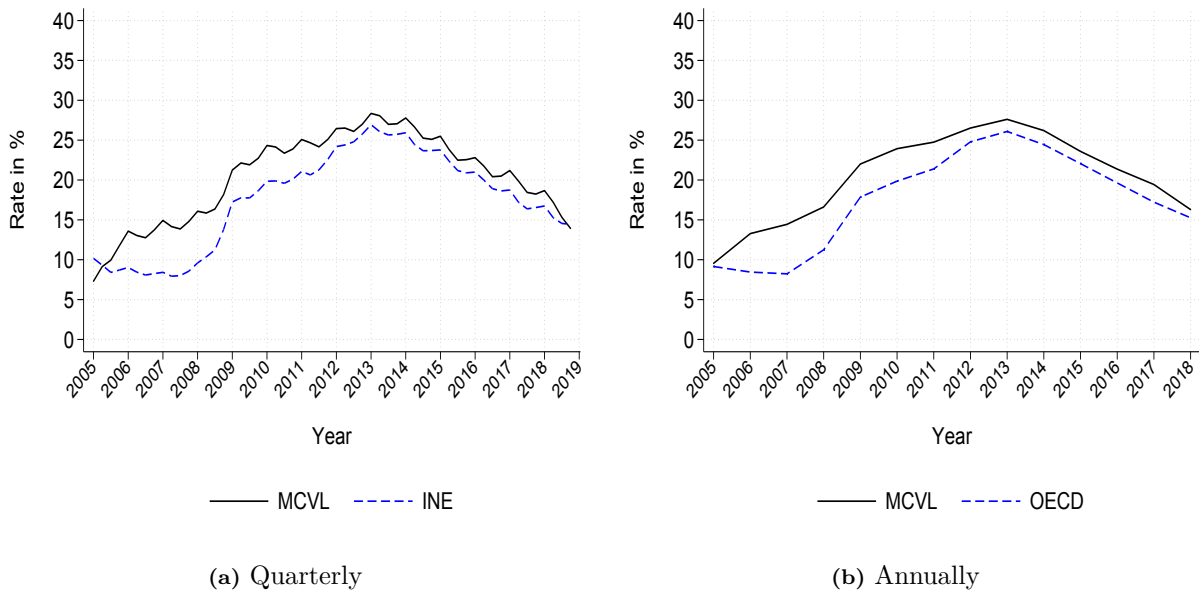 40
35
30
25
20
15
10
5
0
Rate in %
2005 2006 2007 2008 2009 2010 2011 2012 2013 2014 2015 2016 2017 2018 2019
Year
MCVL INE
(a) Quarterly
40
35
30
25
20
15
10
5
0
Rate in %
2005 2006 2007 2008 2009 2010 2011 2012 2013 2014 2015 2016 2017 2018
Year
MCVL OECD
(b) Annually